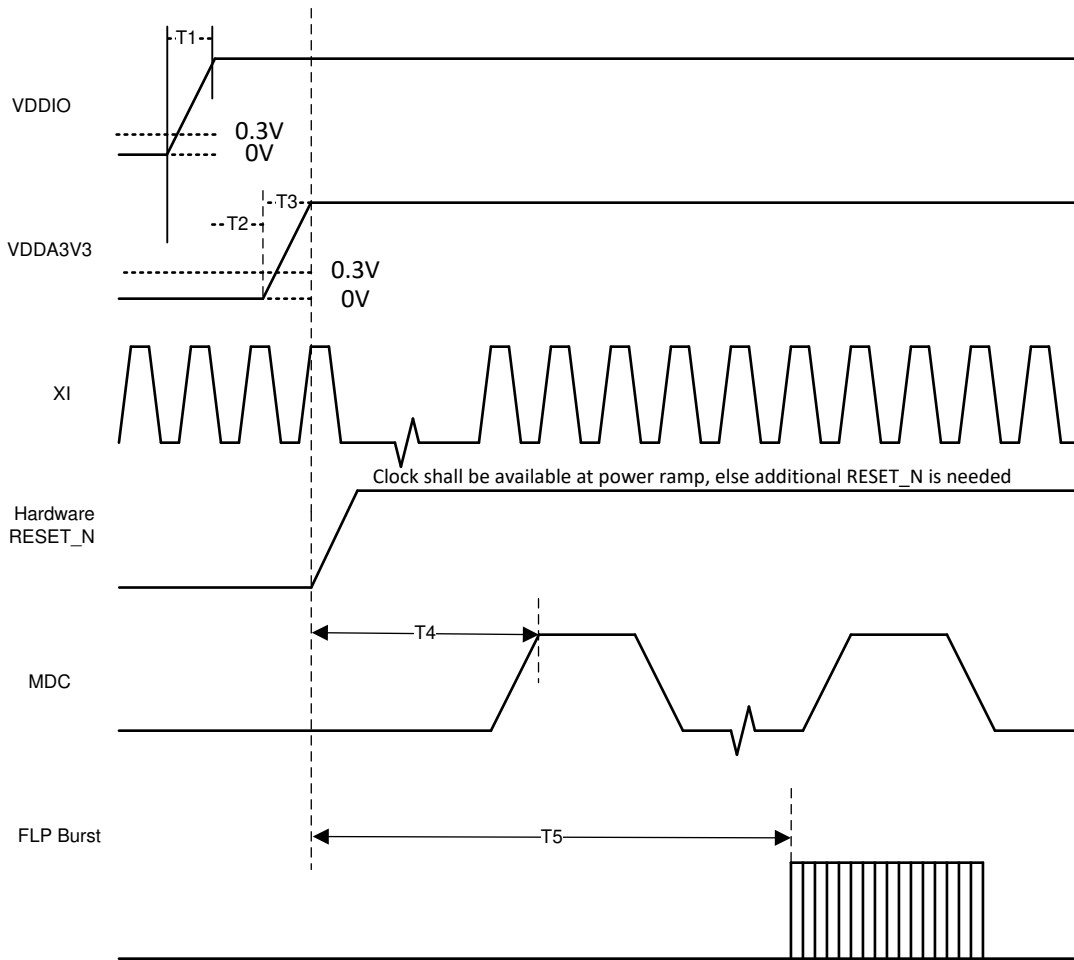 T1
VDDIO
0.3V
0V
T3
T2
VDDA3V3
0.3V
0V
XI
Clock shall be available at power ramp, else additional RESET_N is needed
Hardware
RESET_N
T4
MDC
FLP Burst
T5